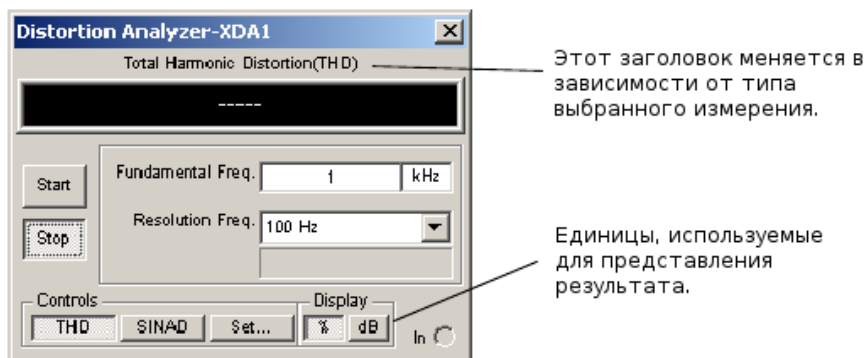 Distortion Analyzer-XDA1
Total Harmonic Distortion(THD)
-----
Этот заголовок меняется в
зависимости от типа
выбранного измерения.
Start
Stop
Fundamental Freq. 1 kHz
Resolution Freq. 100 Hz
Единицы, используемые
для представления
результата.
Controls
THD SINAD Set...
Display
% dB
In